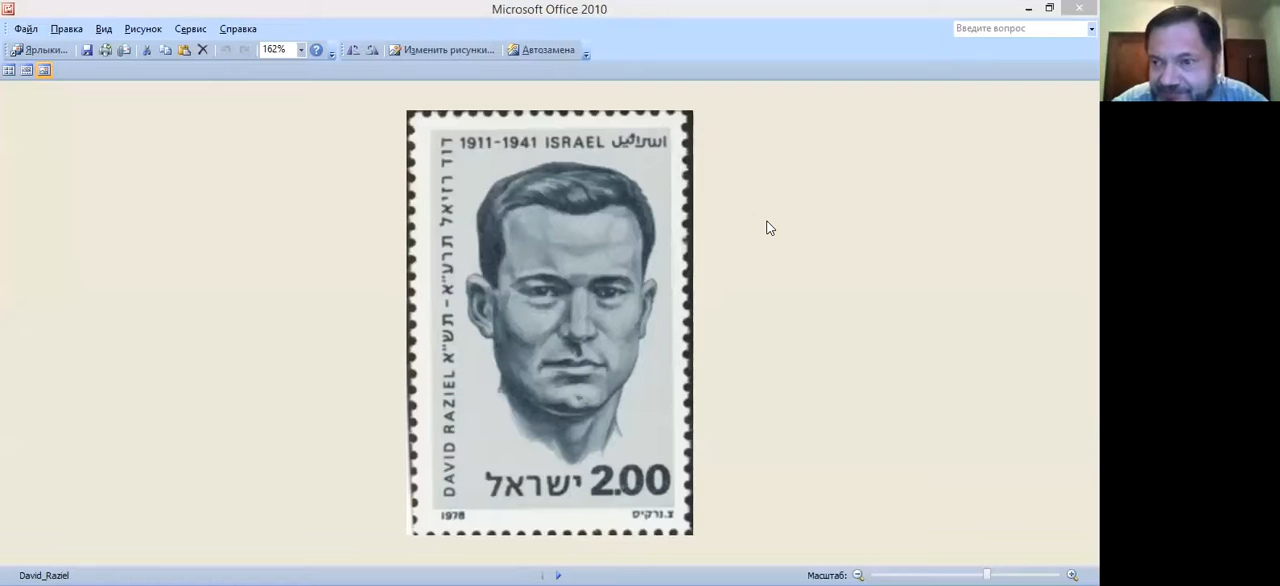 Microsoft Office 2010
Файл Правка Вид Рисунок Сервис Справка
Введите вопрос
Ярлыки... 162% Изменить рисунки... Автозамена
1911-1941 ISRAEL اسرائيل
דוד רזיאל תרע"א - תש"א DAVID RAZIEL
ישראל 2.00
1978 צ.נרקיס
David_Raziel Масштаб: